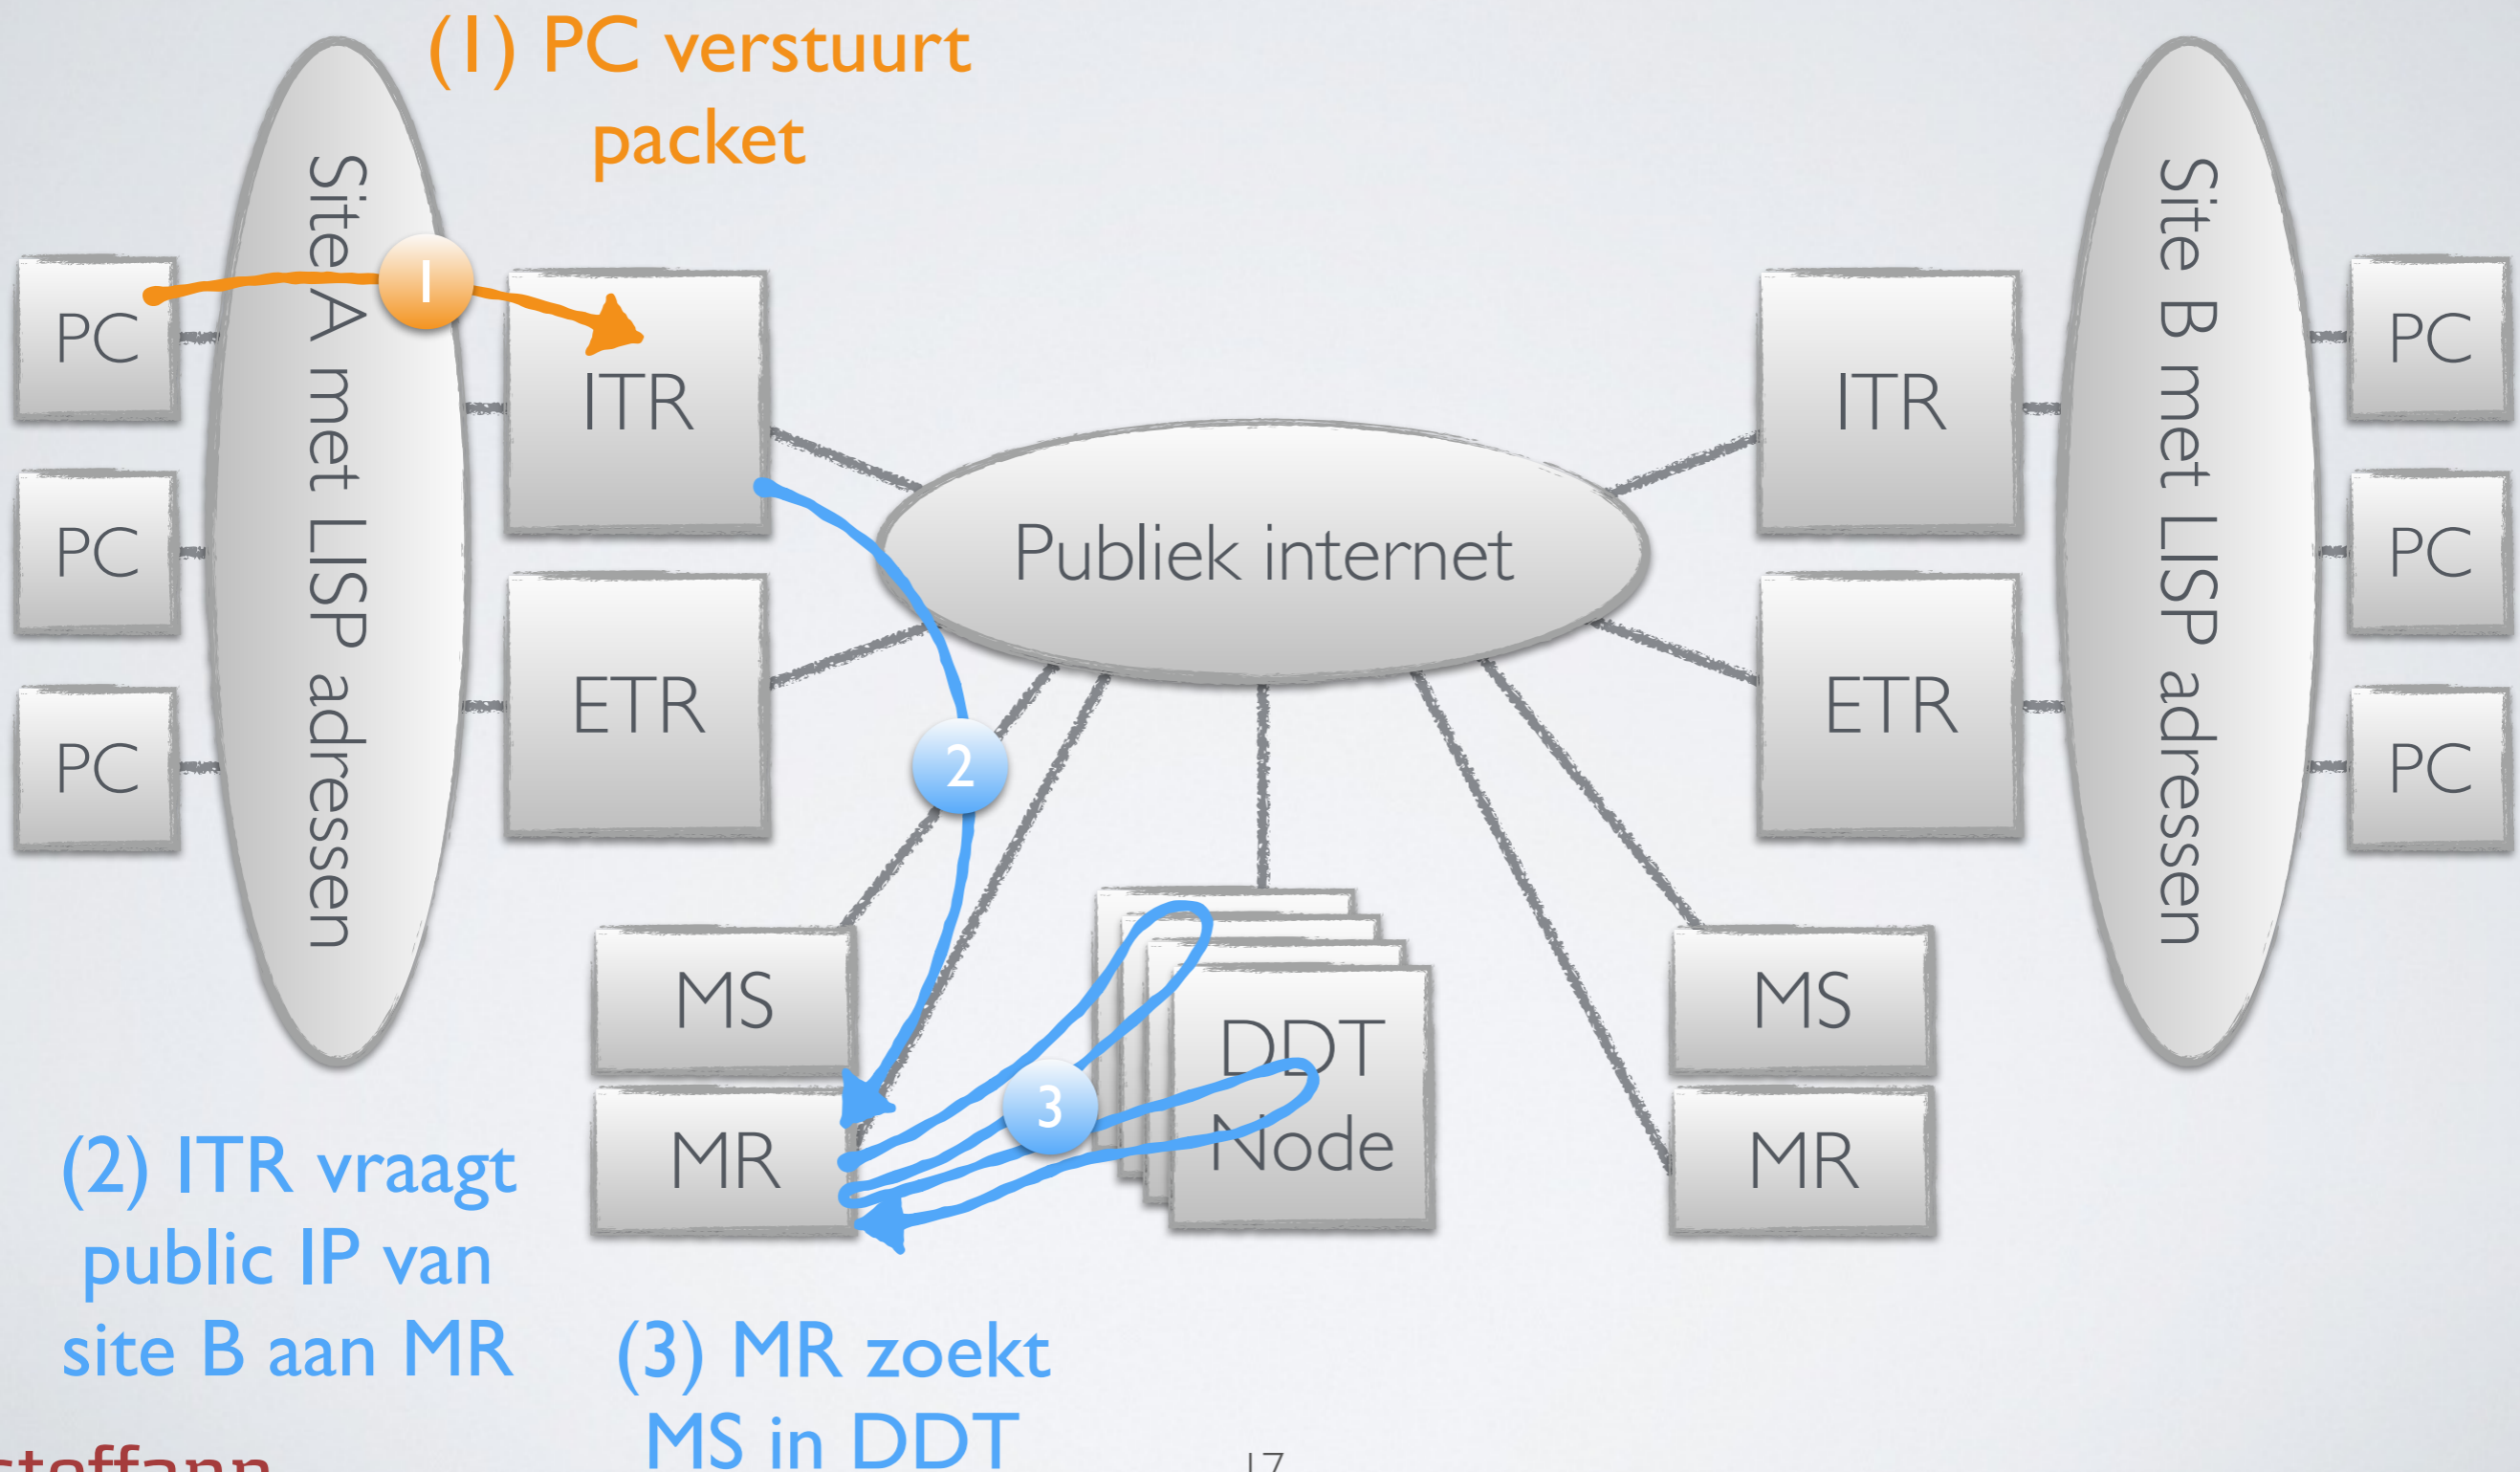 (1) PC verstuurt
packet
Site A met LISP adressen
PC
PC
PC
1
ITR
ETR
Publiek internet
2
ITR
ETR
Site B met LISP adressen
PC
PC
PC
MS
MR
3
DDT
Node
MS
MR
(2) ITR vraagt
public IP van
site B aan MR
(3) MR zoekt
MS in DDT
17